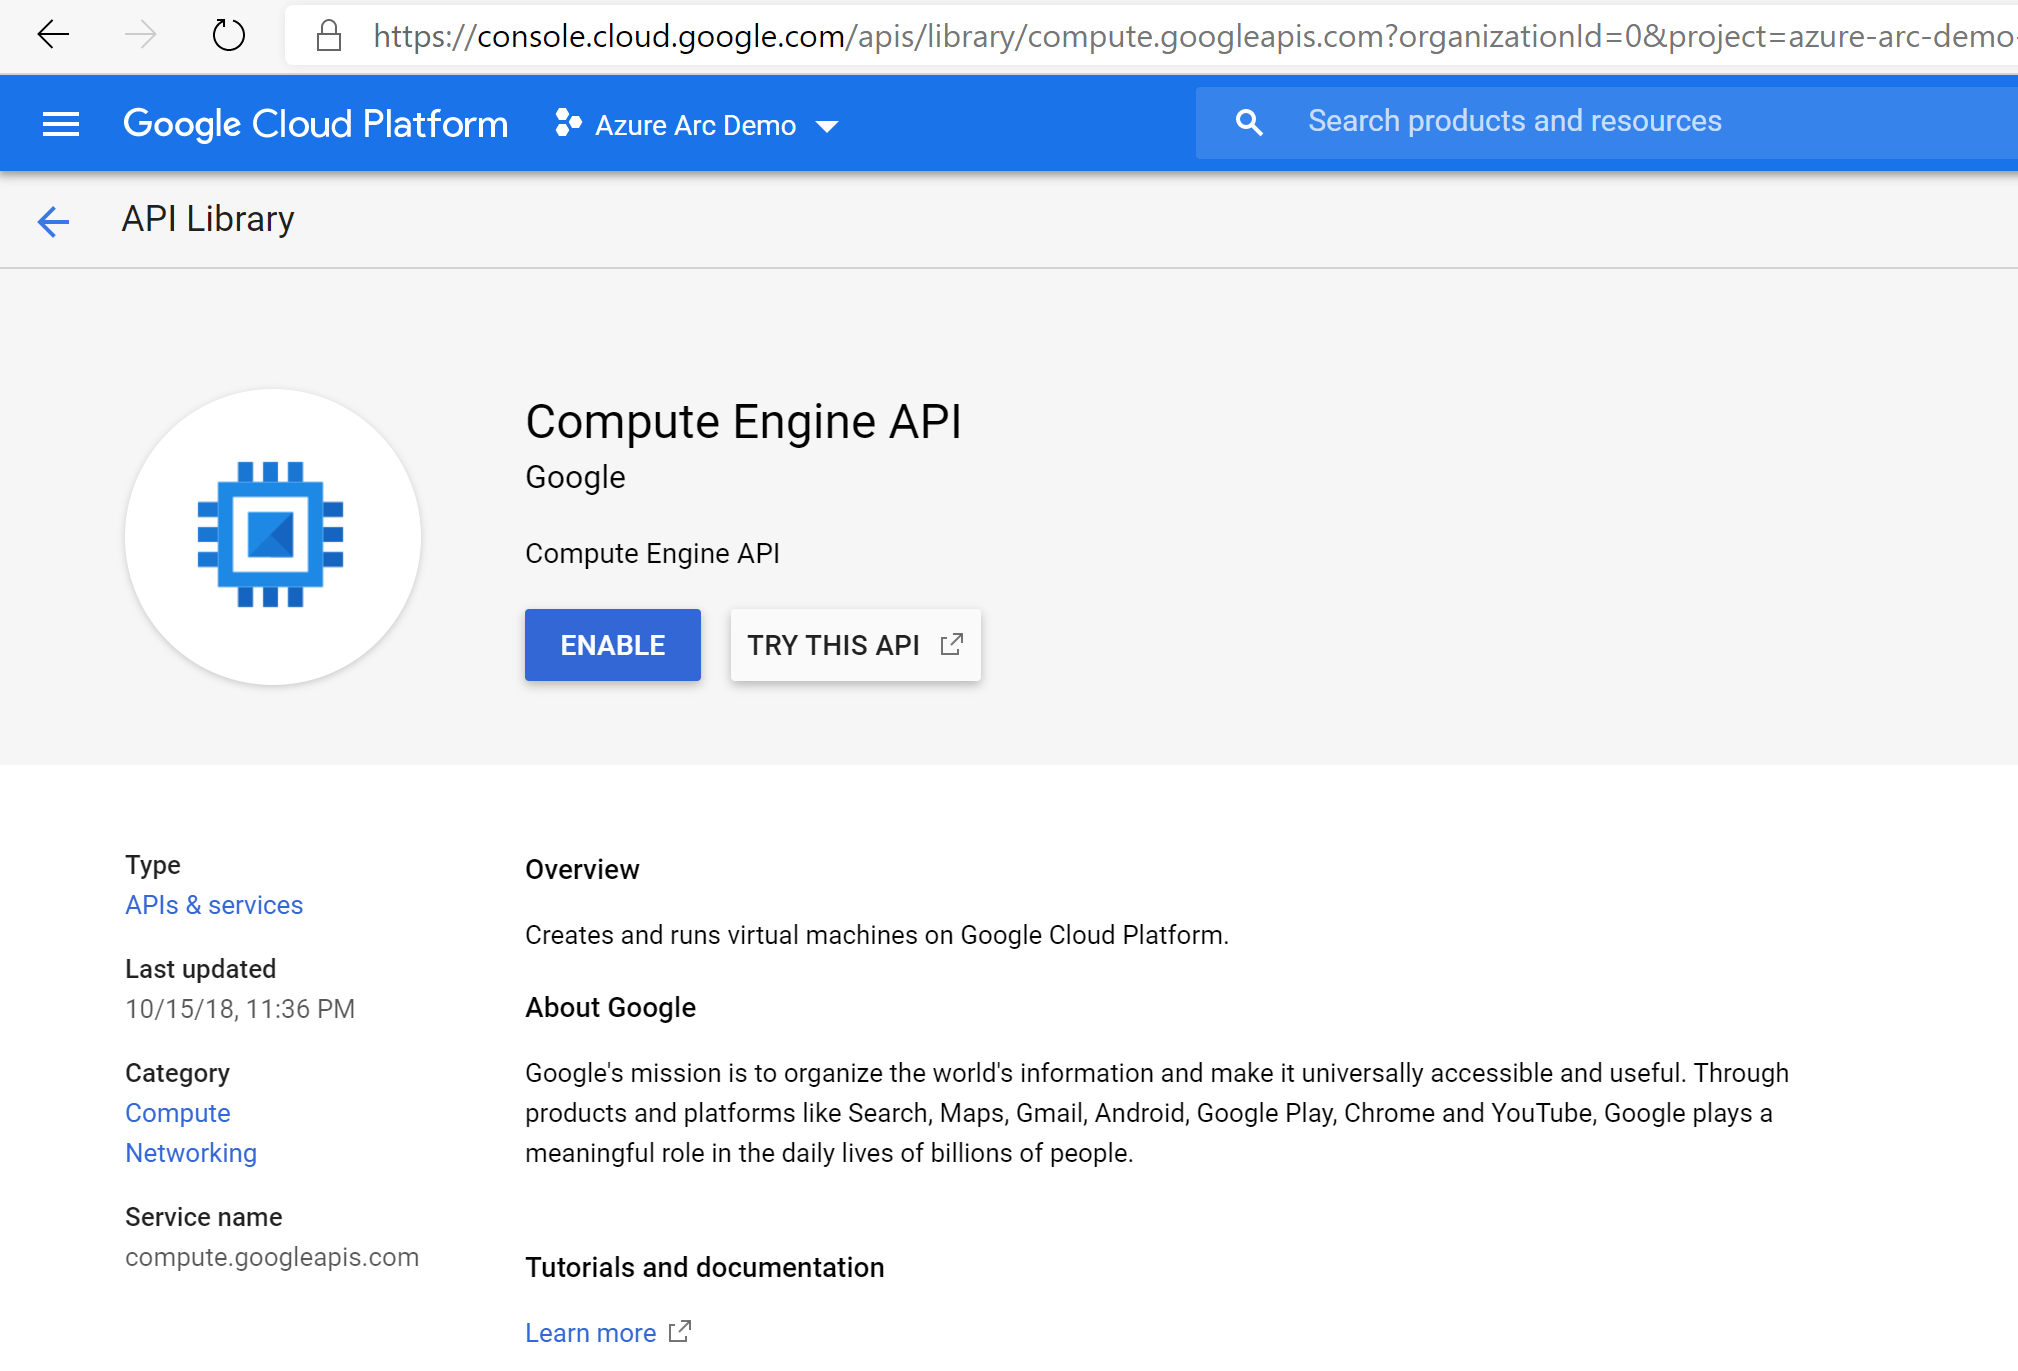 https://console.cloud.google.com/apis/library/compute.googleapis.com?organizationId=0&project=azure-arc-demo-
Google Cloud Platform
Azure Arc Demo
Search products and resources
API Library
Compute Engine API
Google
Compute Engine API
ENABLE
TRY THIS API
Type
APIs & services
Last updated
10/15/18, 11:36 PM
Category
Compute
Networking
Service name
compute.googleapis.com
Overview
Creates and runs virtual machines on Google Cloud Platform.
About Google
Google's mission is to organize the world's information and make it universally accessible and useful. Through
products and platforms like Search, Maps, Gmail, Android, Google Play, Chrome and YouTube, Google plays a
meaningful role in the daily lives of billions of people.
Tutorials and documentation
Learn more